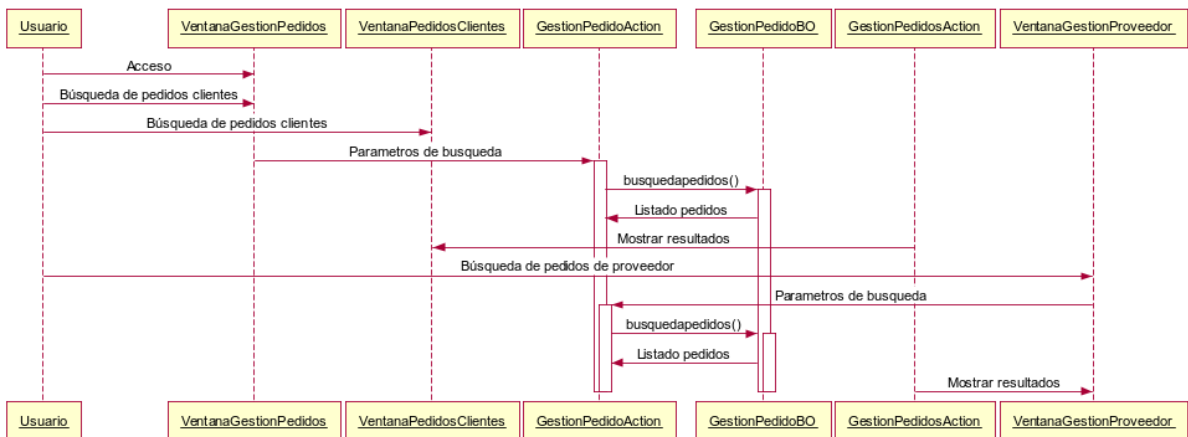 Usuario
VentanaGestionPedidos
VentanaPedidosClientes
GestionPedidoAction
GestionPedidoBO
GestionPedidosAction
VentanaGestionProveedor
Acceso
Búsqueda de pedidos clientes
Búsqueda de pedidos clientes
Parametros de busqueda
busquedapedidos()
Listado pedidos
Mostrar resultados
Búsqueda de pedidos de proveedor
Parametros de busqueda
busquedapedidos()
Listado pedidos
Mostrar resultados
Usuario
VentanaGestionPedidos
VentanaPedidosClientes
GestionPedidoAction
GestionPedidoBO
GestionPedidosAction
VentanaGestionProveedor